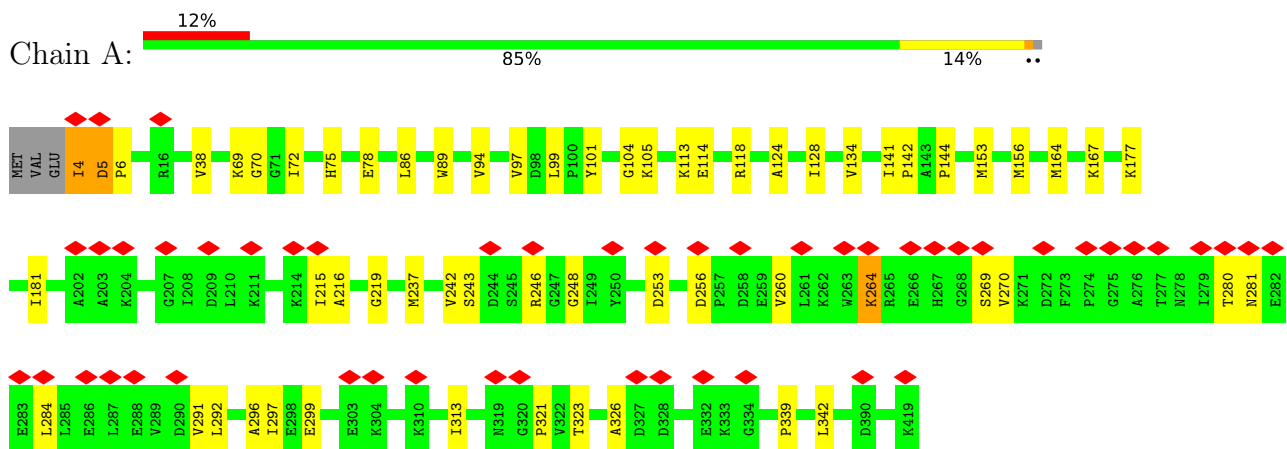 12%
Chain A:
85% 14% ••
MET VAL GLU I4 D5 P6 R16 V38 K69 G70 G71 I72 H75 E78 L86 W89 V94 V97 D98 L99 P100 Y101 G104 K105 K113 E114 R118 A124 I128 V134 I141 P142 A143 P144 M153 M156 M164 K167 K177
I181 A202 A203 K204 G207 I208 D209 L210 K211 K214 I215 A216 G219 M237 V242 S243 D244 S245 R246 G247 G248 I249 Y250 D253 D256 P257 D258 E259 V260 L261 K262 W263 K264 R265 E266 H267 G268 S269 V270 K271 D272 F273 P274 G275 A276 T277 N278 I279 T280 N281 E282
E283 L284 L285 E286 L287 E288 V289 D290 V291 L292 A296 I297 E298 E299 E303 K304 K310 I313 N319 G320 P321 V322 T323 A326 D327 D328 E332 K333 G334 P339 L342 D390 K419